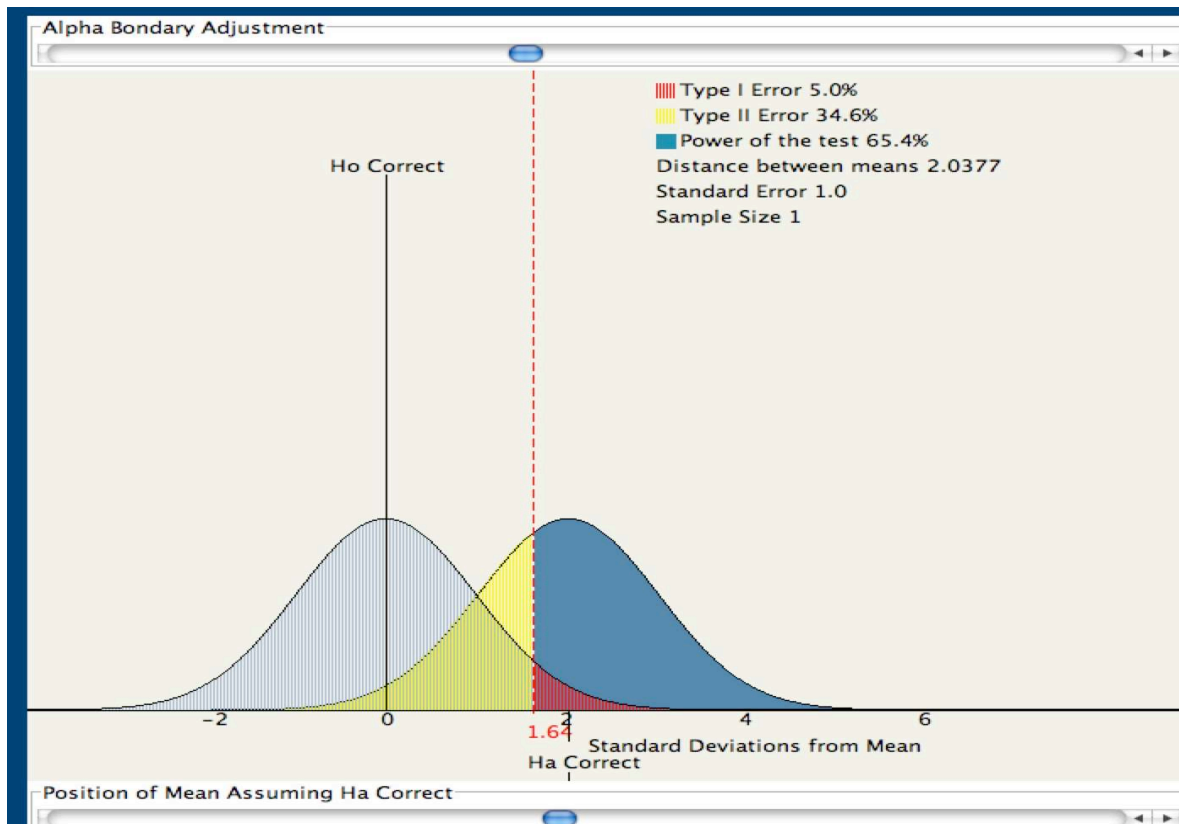 Alpha Bondary Adjustment
Type I Error 5.0%
Type II Error 34.6%
Power of the test 65.4%
Distance between means 2.0377
Standard Error 1.0
Sample Size 1
Ho Correct
-2 0 2 4 6
1.64
Standard Deviations from Mean
Ha Correct
Position of Mean Assuming Ha Correct